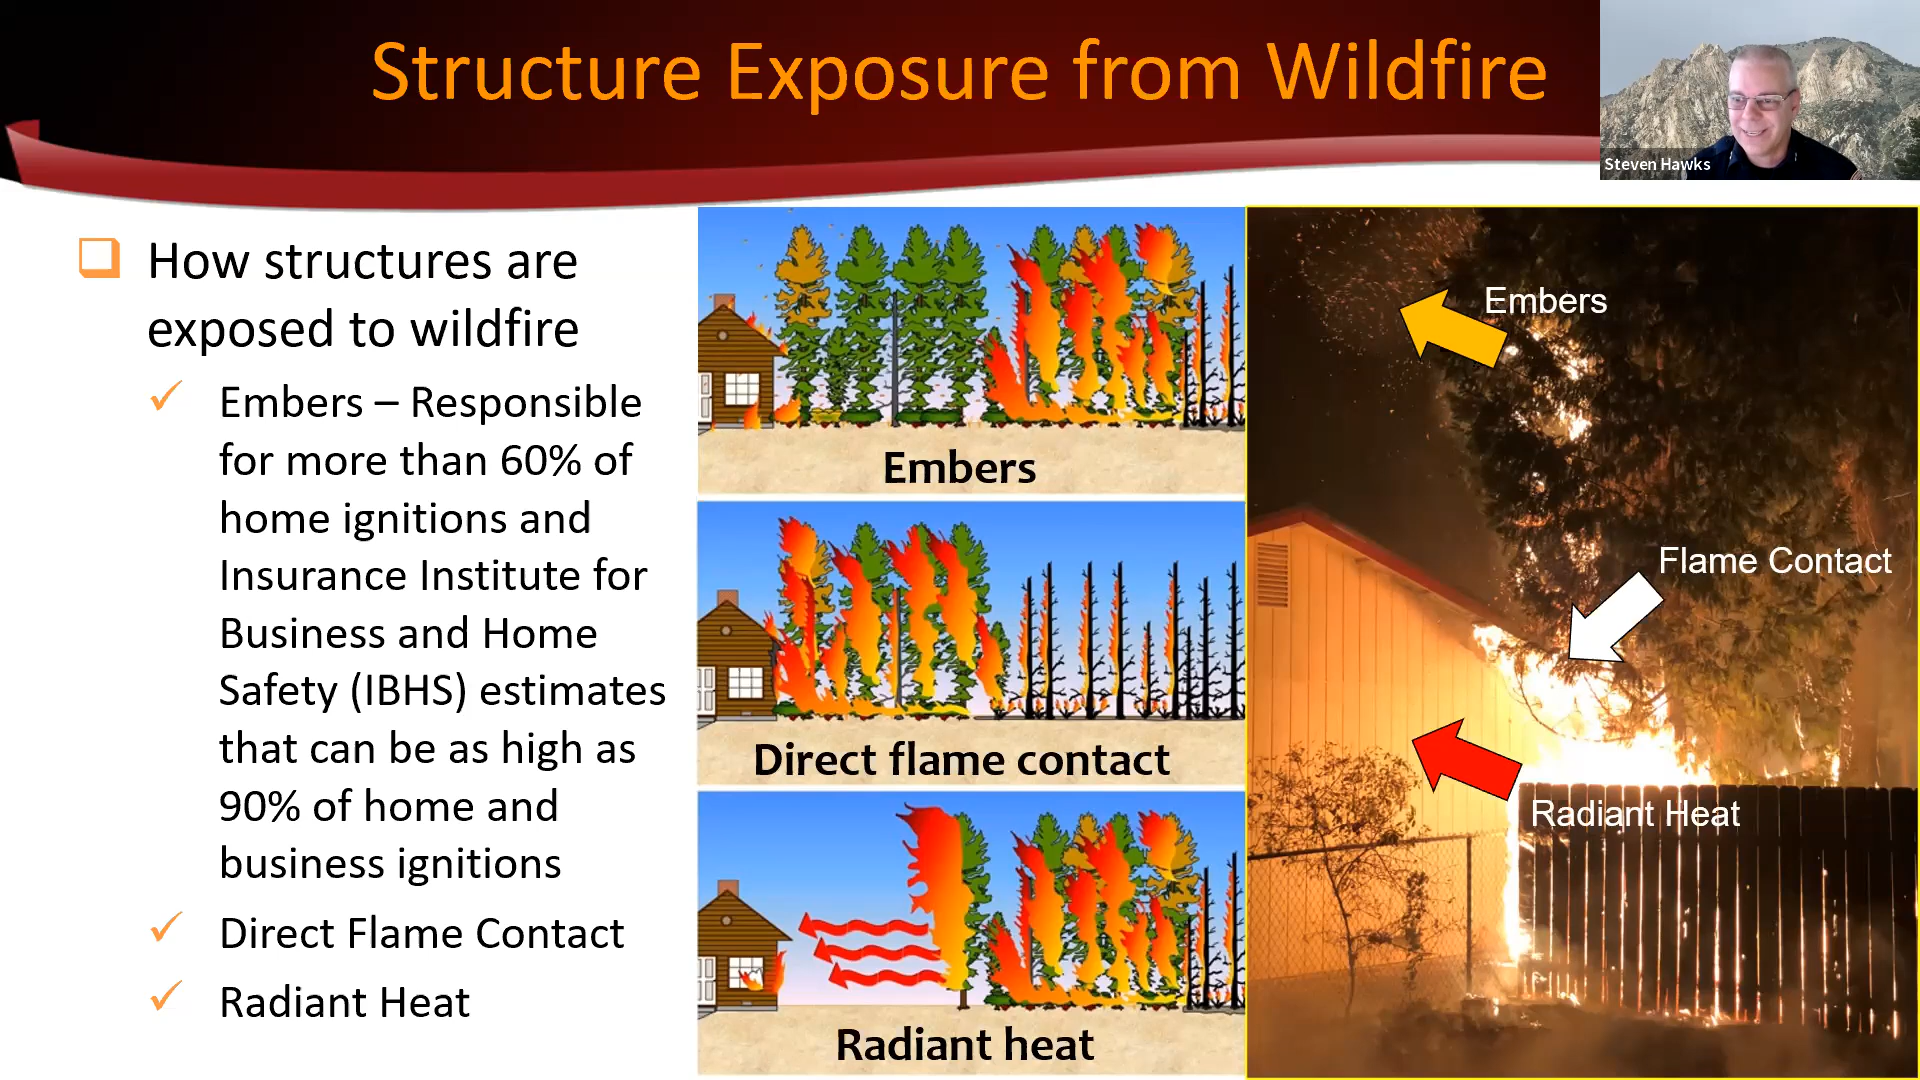 Structure Exposure from Wildfire
Steven Hawks
How structures are
exposed to wildfire
Embers – Responsible
for more than 60% of
home ignitions and
Insurance Institute for
Business and Home
Safety (IBHS) estimates
that can be as high as
90% of home and
business ignitions
Direct Flame Contact
Radiant Heat
Embers
Direct flame contact
Radiant heat
Embers
Flame Contact
Radiant Heat